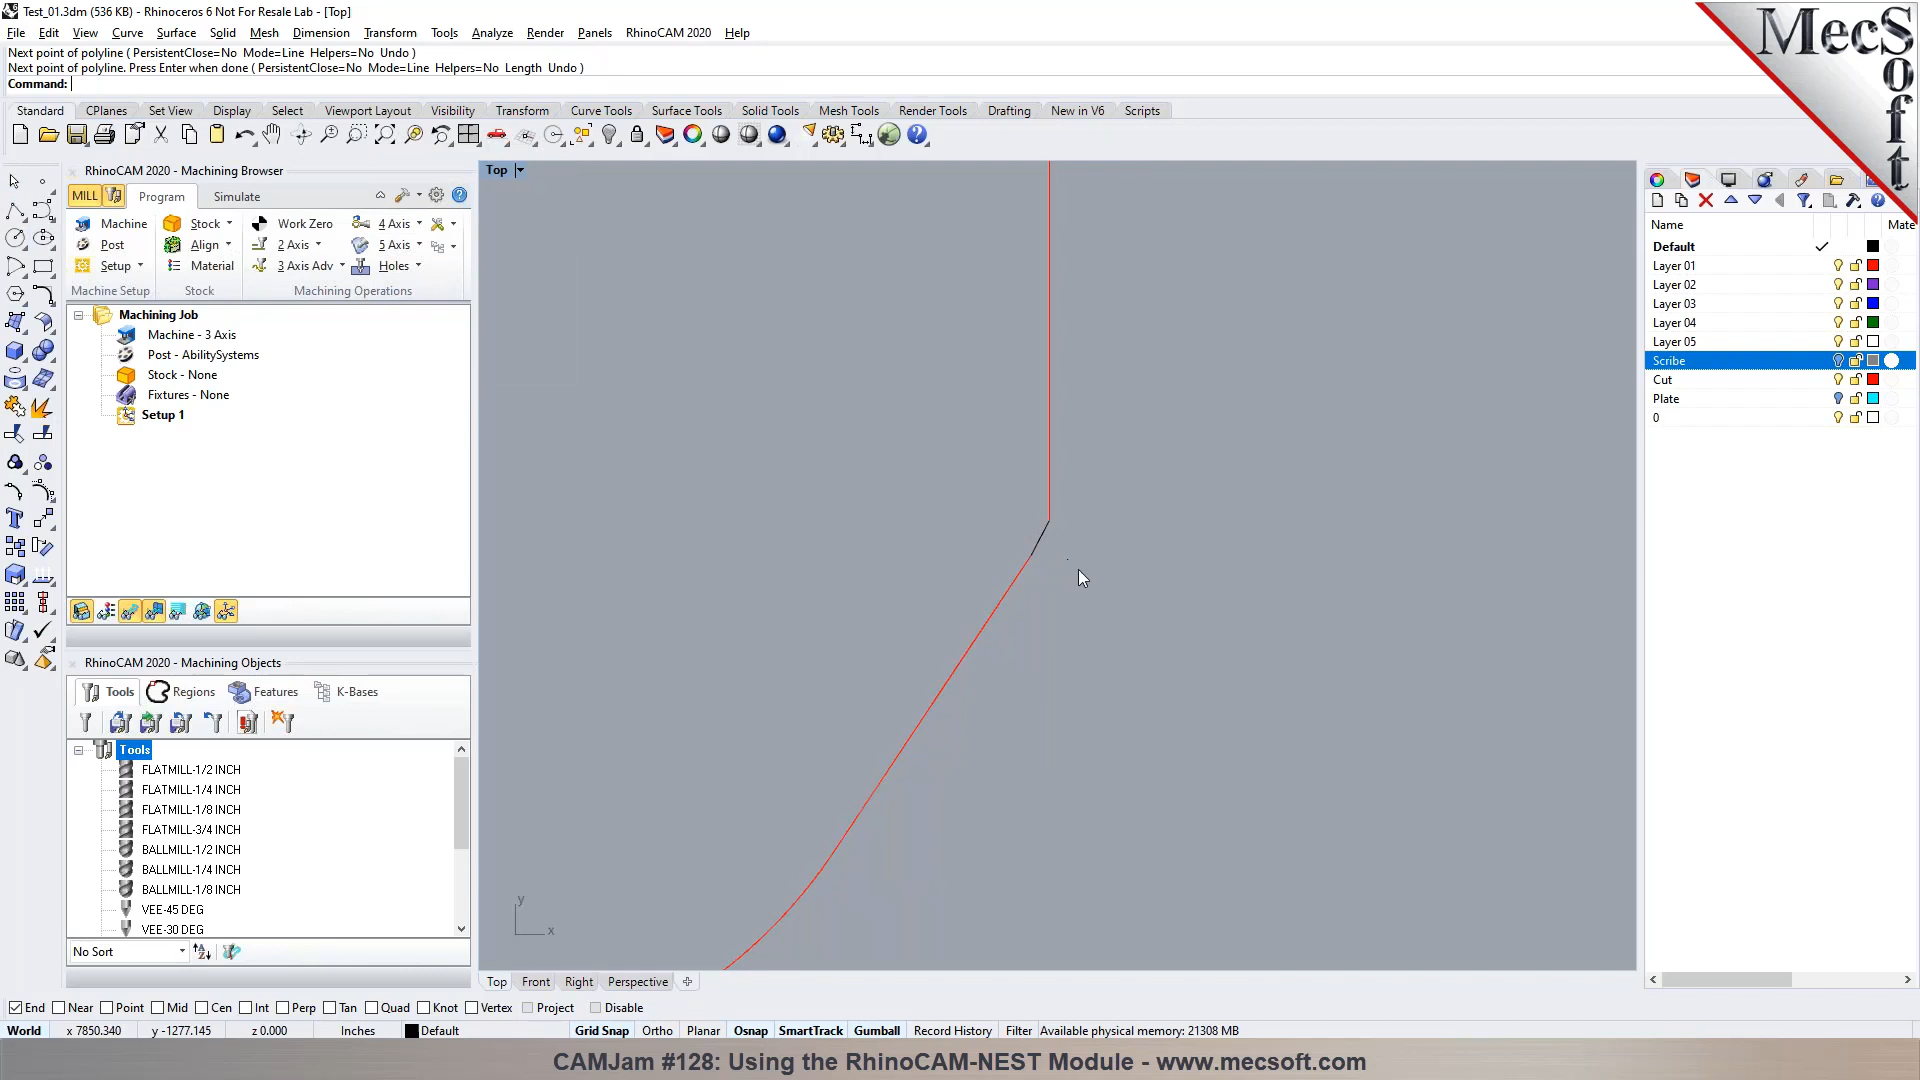 Test_01.3dm (536 KB) - Rhinoceros 6 Not For Resale Lab - [Top]
File Edit View Curve Surface Solid Mesh Dimension Transform Tools Analyze Render Panels RhinoCAM 2020 Help
Next point of polyline ( PersistentClose=No Mode=Line Helpers=No Undo )
Next point of polyline. Press Enter when done ( PersistentClose=No Mode=Line Helpers=No Length Undo )
Command:
Standard CPlanes Set View Display Select Viewport Layout Visibility Transform Curve Tools Surface Tools Solid Tools Mesh Tools Render Tools Drafting New in V6 Scripts
MecSoft
RhinoCAM 2020 - Machining Browser
MILL Program Simulate
Machine Stock Work Zero 4 Axis
Post Align 2 Axis 5 Axis
Setup Material 3 Axis Adv Holes
Machine Setup Stock Machining Operations
Machining Job
Machine - 3 Axis
Post - AbilitySystems
Stock - None
Fixtures - None
Setup 1
RhinoCAM 2020 - Machining Objects
Tools Regions Features K-Bases
Tools
FLATMILL-1/2 INCH
FLATMILL-1/4 INCH
FLATMILL-1/8 INCH
FLATMILL-3/4 INCH
BALLMILL-1/2 INCH
BALLMILL-1/4 INCH
BALLMILL-1/8 INCH
VEE-45 DEG
VEE-30 DEG
No Sort
Top
y
x
Top Front Right Perspective
Name Mate
Default
Layer 01
Layer 02
Layer 03
Layer 04
Layer 05
Scribe
Cut
Plate
0
End Near Point Mid Cen Int Perp Tan Quad Knot Vertex Project Disable
World x 7850.340 y -1277.145 z 0.000 Inches Default Grid Snap Ortho Planar Osnap SmartTrack Gumball Record History Filter Available physical memory: 21308 MB
CAMJam #128: Using the RhinoCAM-NEST Module - www.mecsoft.com